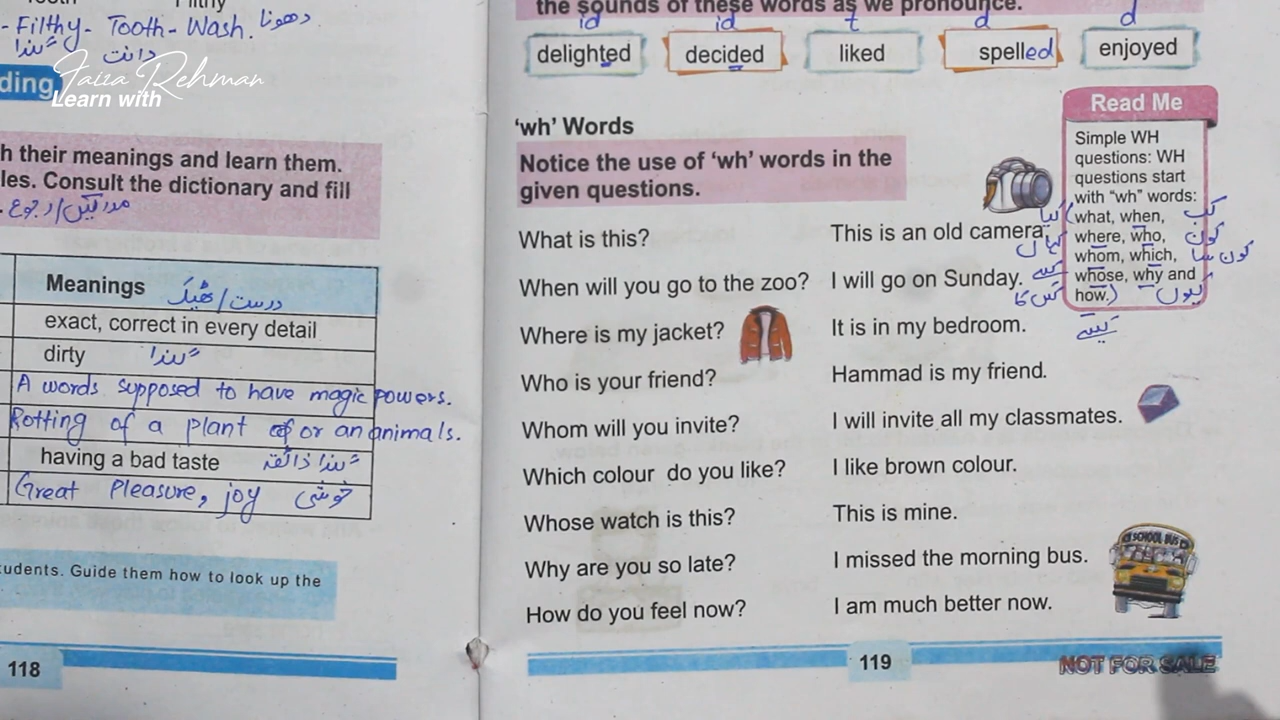 - Filthy - Tooth - Wash. دھونا
گندا دانت
ding
Faiza Rehman
Learn with
h their meanings and learn them.
les. Consult the dictionary and fill
Meanings درست/ٹھیک
exact, correct in every detail
dirty گندا
A words supposed to have magic powers.
Rotting of a plant of or an animals.
having a bad taste گندا ذائقہ
Great Pleasure, joy خوشی
tudents. Guide them how to look up the
118
the sounds of these words as we pronounce.
id id t d d
delighted decided liked spelled enjoyed
'wh' Words
Notice the use of 'wh' words in the
given questions.
What is this? This is an old camera.
When will you go to the zoo? I will go on Sunday.
Where is my jacket? It is in my bedroom.
Who is your friend? Hammad is my friend.
Whom will you invite? I will invite all my classmates.
Which colour do you like? I like brown colour.
Whose watch is this? This is mine.
Why are you so late? I missed the morning bus.
How do you feel now? I am much better now.
SCHOOL BUS
Read Me
Simple WH
questions: WH
questions start
with "wh" words:
کیا (what, when, کب
کہاں where, who, کون
کسے whom, which, کون سا
کس کا whose, why and کیوں
how.)
کیسے
119
NOT FOR SALE